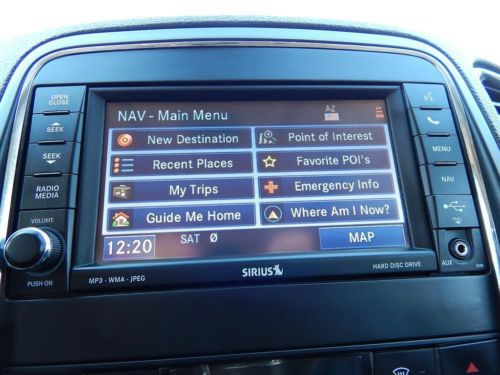 OPEN
CLOSE
SEEK
SEEK
RADIO
MEDIA
VOLUME
PUSH ON
NAV - Main Menu
AZ
New Destination
Point of Interest
Recent Places
Favorite POI's
My Trips
Emergency Info
Guide Me Home
Where Am I Now?
12:20
SAT Ø
MAP
MP3 · WMA · JPEG
SIRIUS
HARD DISC DRIVE
MENU
NAV
PULL
AUX